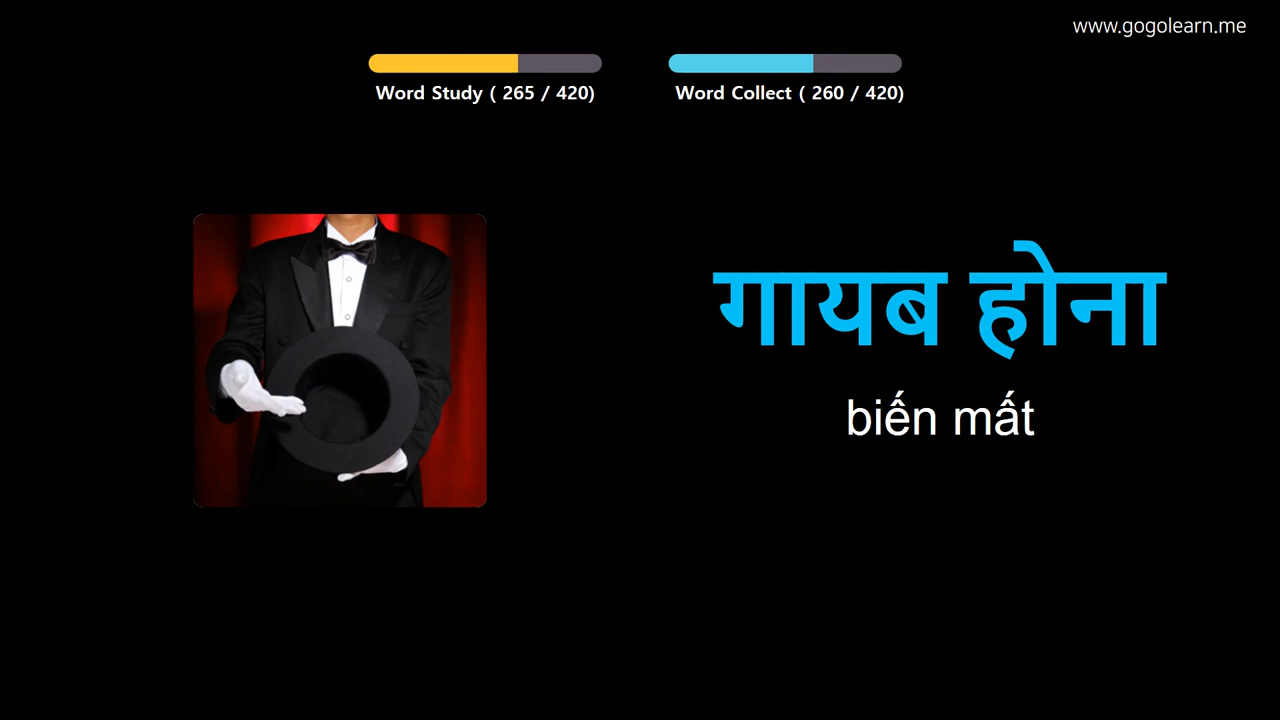 www.gogolearn.me
Word Study ( 265 / 420)
Word Collect ( 260 / 420)
गायब होना
biến mất